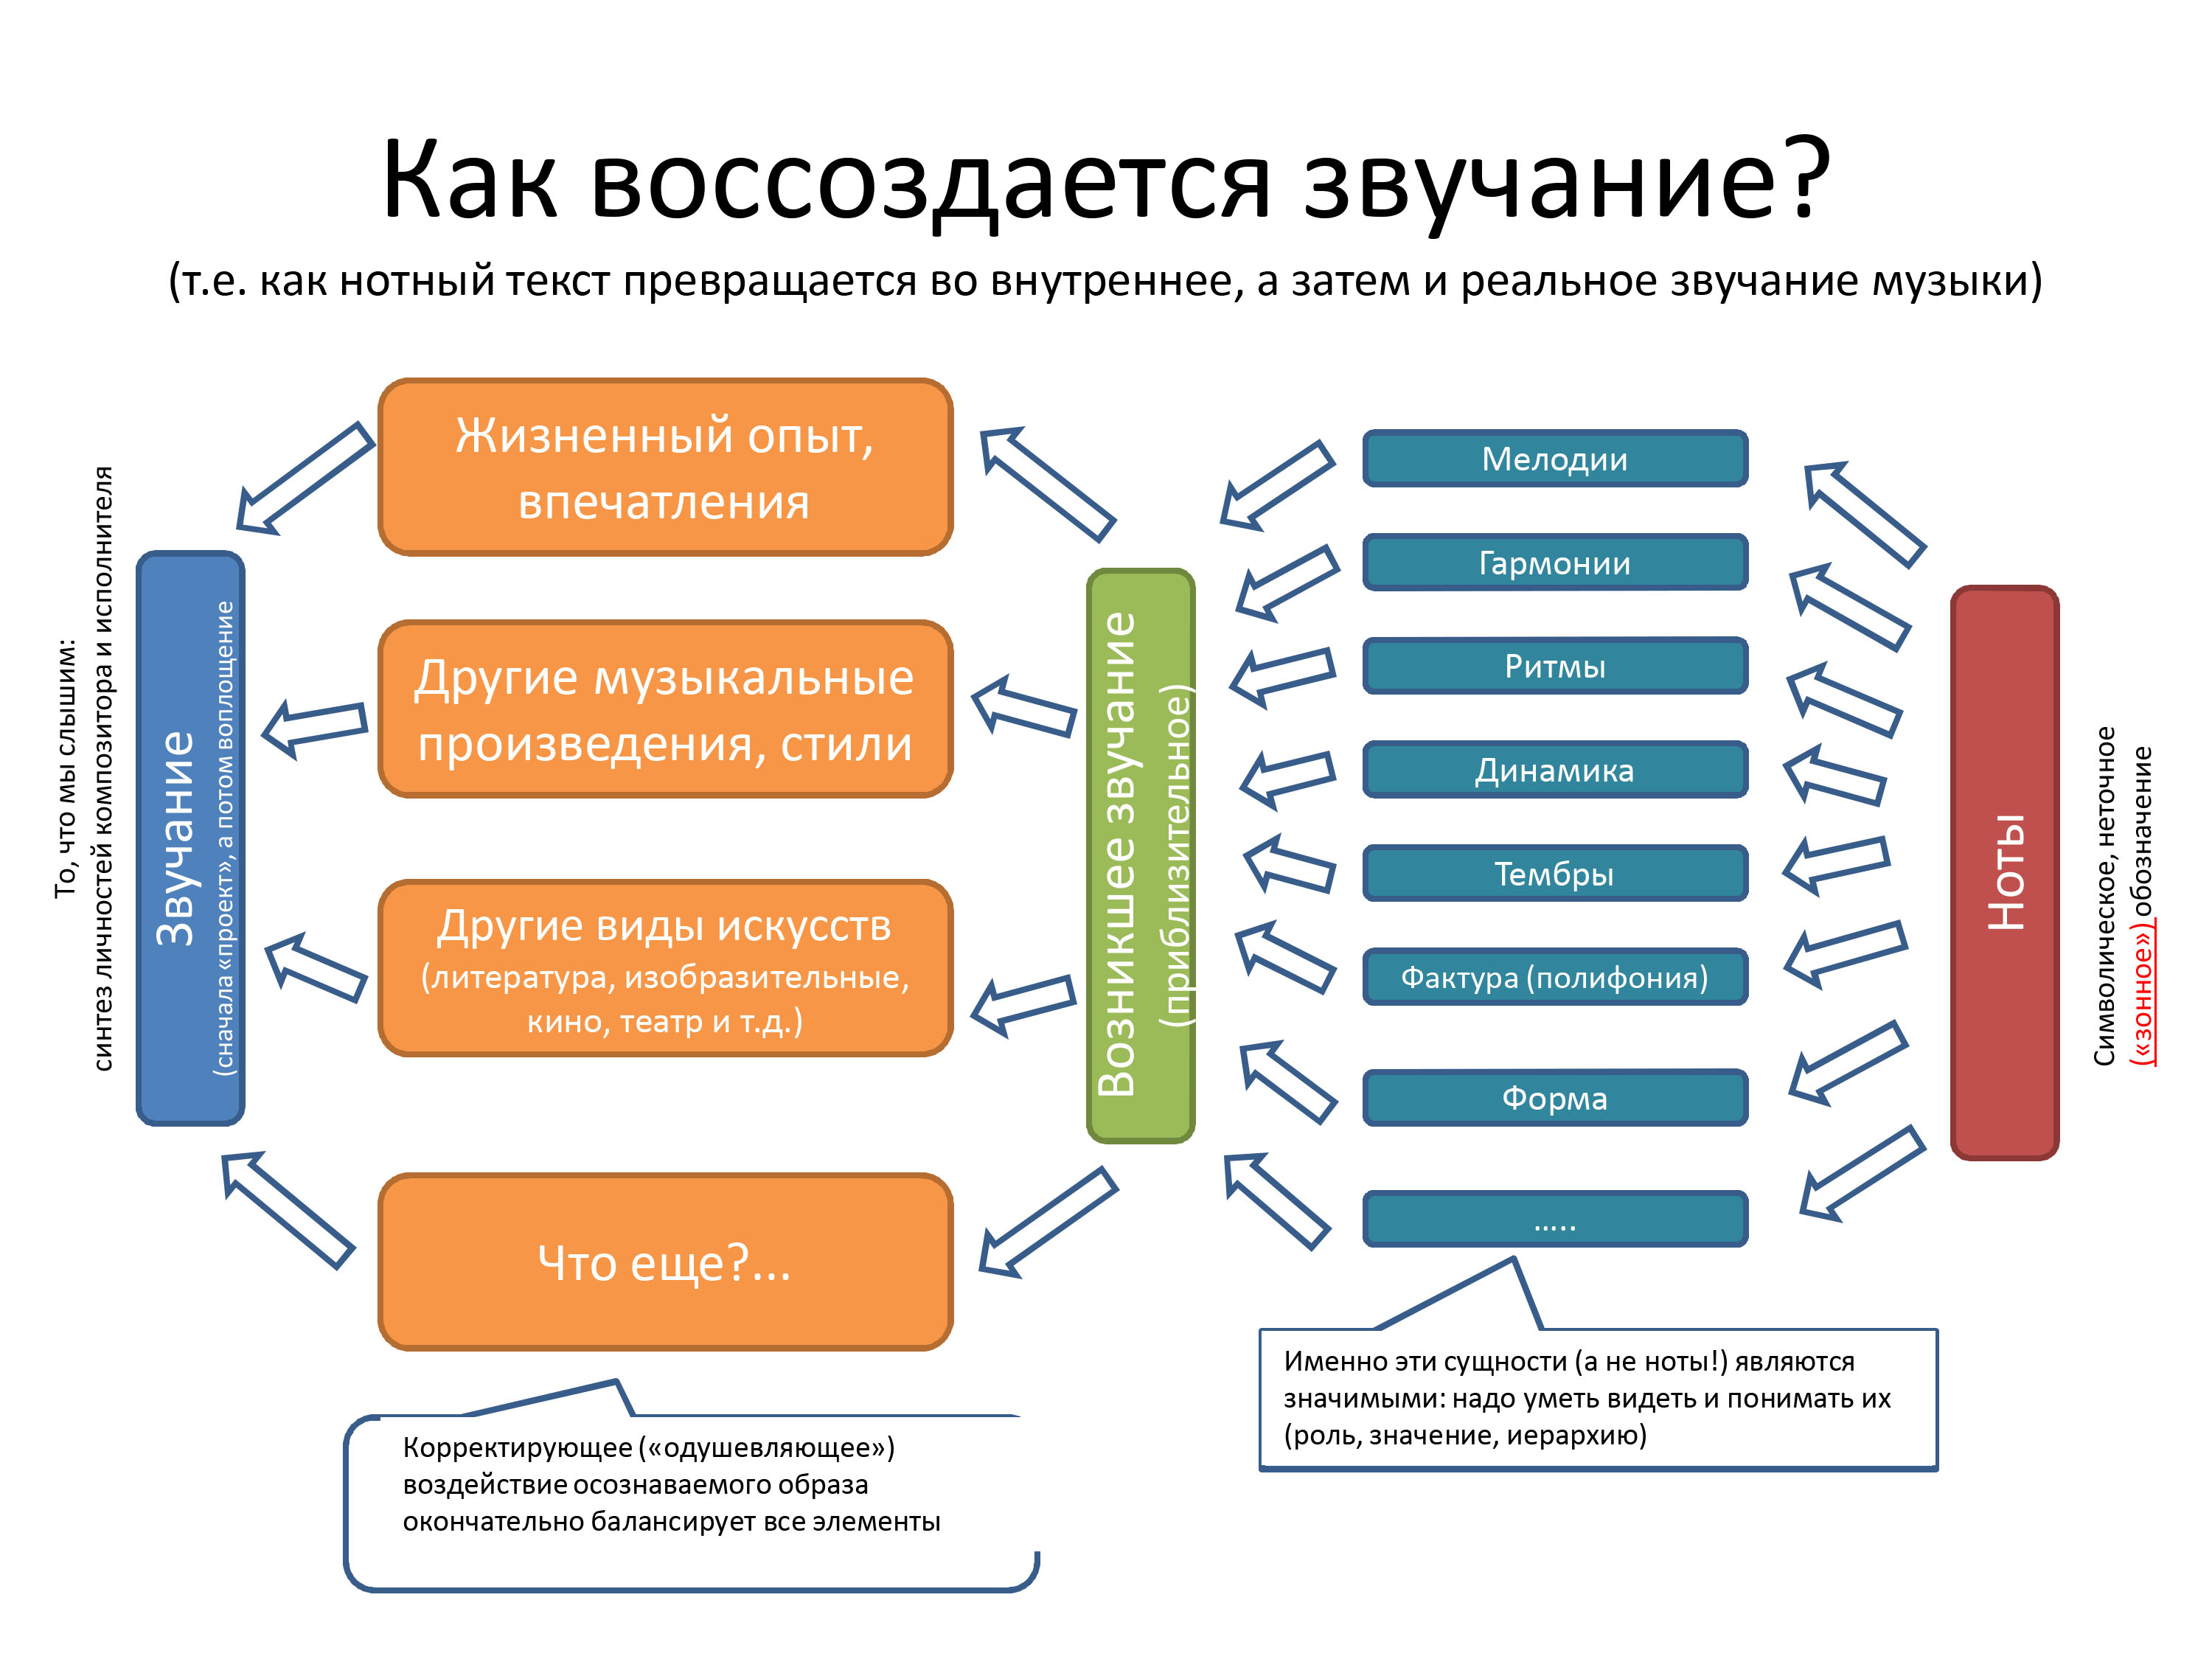 Как воссоздается звучание?
(т.е. как нотный текст превращается во внутреннее, а затем и реальное звучание музыки)
То, что мы слышим:
синтез личностей композитора и исполнителя
Звучание
(сначала «проект», а потом воплощение
Жизненный опыт,
впечатления
Другие музыкальные
произведения, стили
Другие виды искусств
(литература, изобразительные,
кино, театр и т.д.)
Что еще?...
Возникшее звучание
(приблизительное)
Мелодии
Гармонии
Ритмы
Динамика
Тембры
Фактура (полифония)
Форма
.....
Ноты
Символическое, неточное
(«зонное») обозначение
Именно эти сущности (а не ноты!) являются
значимыми: надо уметь видеть и понимать их
(роль, значение, иерархию)
Корректирующее («одушевляющее»)
воздействие осознаваемого образа
окончательно балансирует все элементы